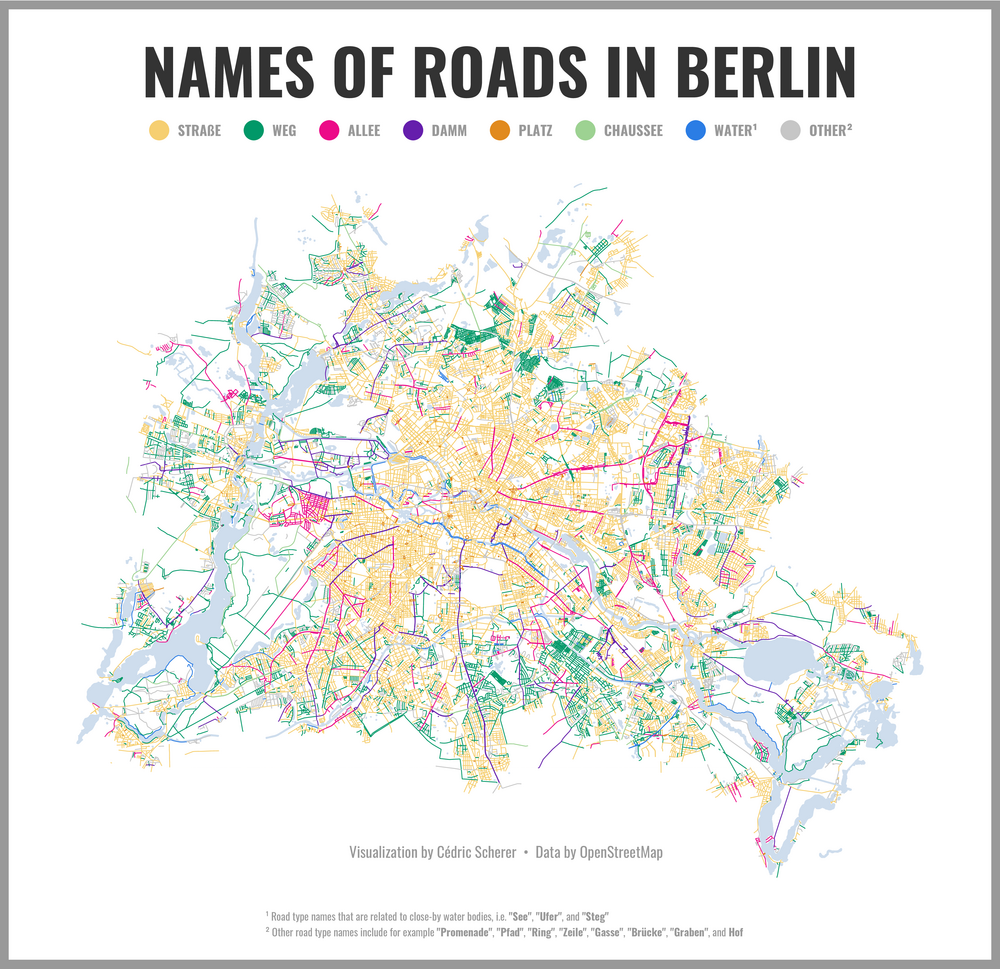 NAMES OF ROADS IN BERLIN
STRAßE WEG ALLEE DAMM PLATZ CHAUSSEE WATER¹ OTHER²
Visualization by Cédric Scherer • Data by OpenStreetMap
¹ Road type names that are related to close-by water bodies, i.e. "See", "Ufer", and "Steg"
² Other road type names include for example "Promenade", "Pfad", "Ring", "Zeile", "Gasse", "Brücke", "Graben", and Hof